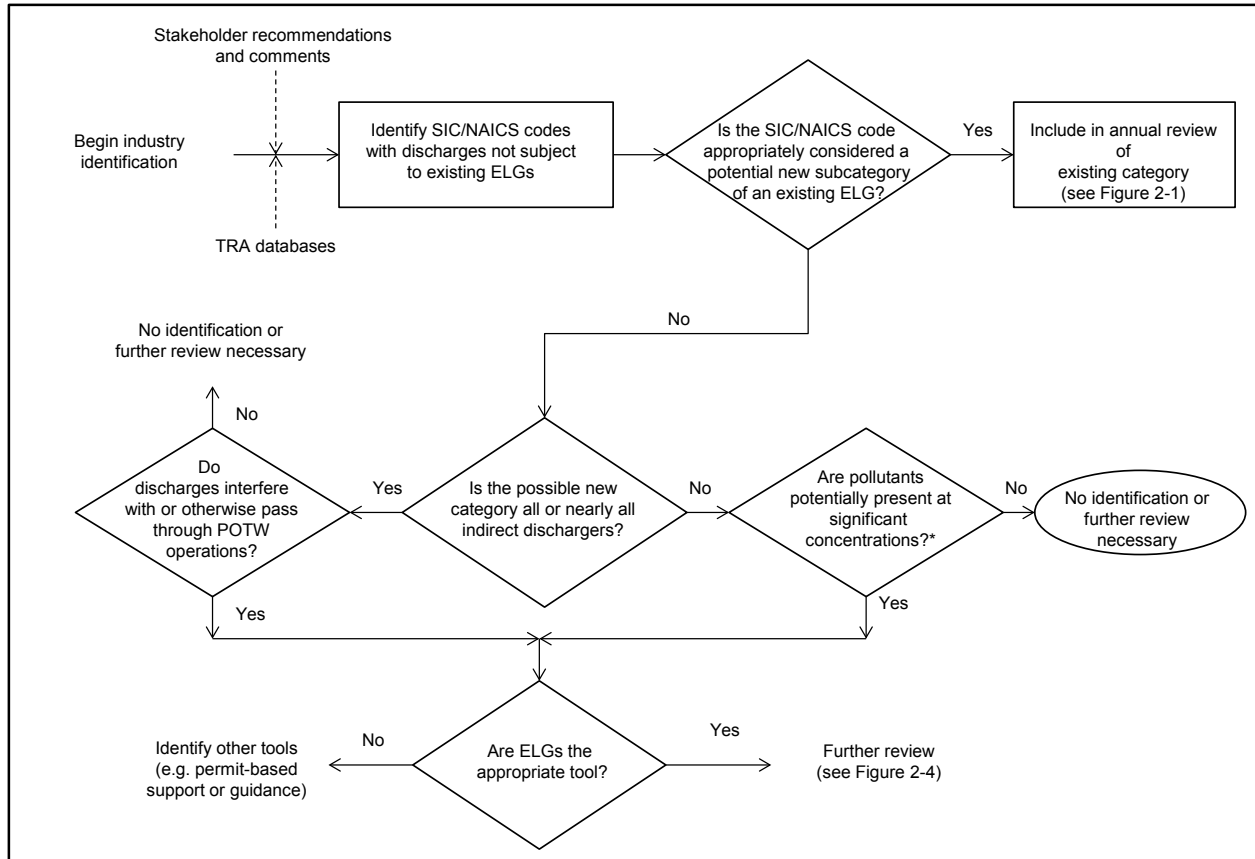 Stakeholder recommendations
and comments
Begin industry
identification
TRA databases
Identify SIC/NAICS codes
with discharges not subject
to existing ELGs
Is the SIC/NAICS code
appropriately considered a
potential new subcategory
of an existing ELG?
Yes
Include in annual review
of
existing category
(see Figure 2-1)
No
No identification or
further review necessary
No
Do
discharges interfere
with or otherwise pass
through POTW
operations?
Yes
Is the possible new
category all or nearly all
indirect dischargers?
No
Are pollutants
potentially present at
significant
concentrations?*
No
No identification or
further review
necessary
Yes
Yes
Identify other tools
(e.g. permit-based
support or guidance)
No
Are ELGs the
appropriate tool?
Yes
Further review
(see Figure 2-4)